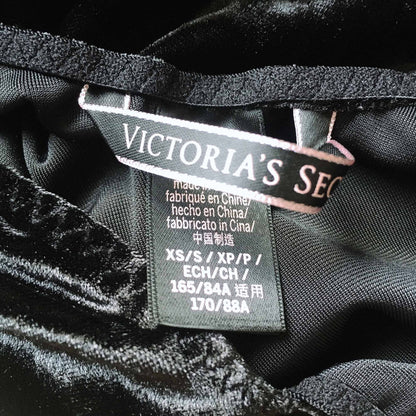 VICTORIA'S SEC
made in China/
fabriqué en Chine/
hecho en China/
fabbricato in Cina/
中国制造
XS/S / XP/P /
ECH/CH /
165/84A 适用
170/88A